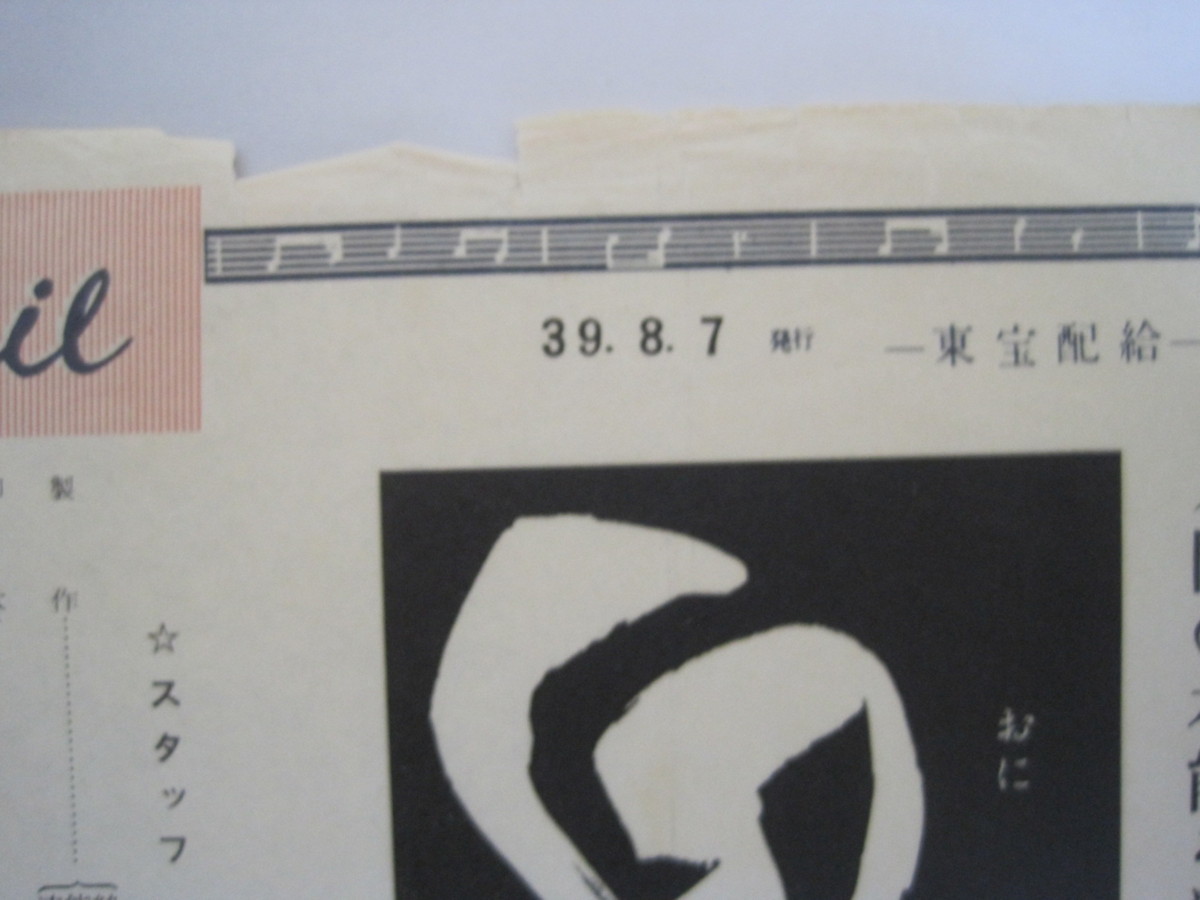 il
39. 8. 7 発行 —東宝配給—
製作
☆スタッフ
おに